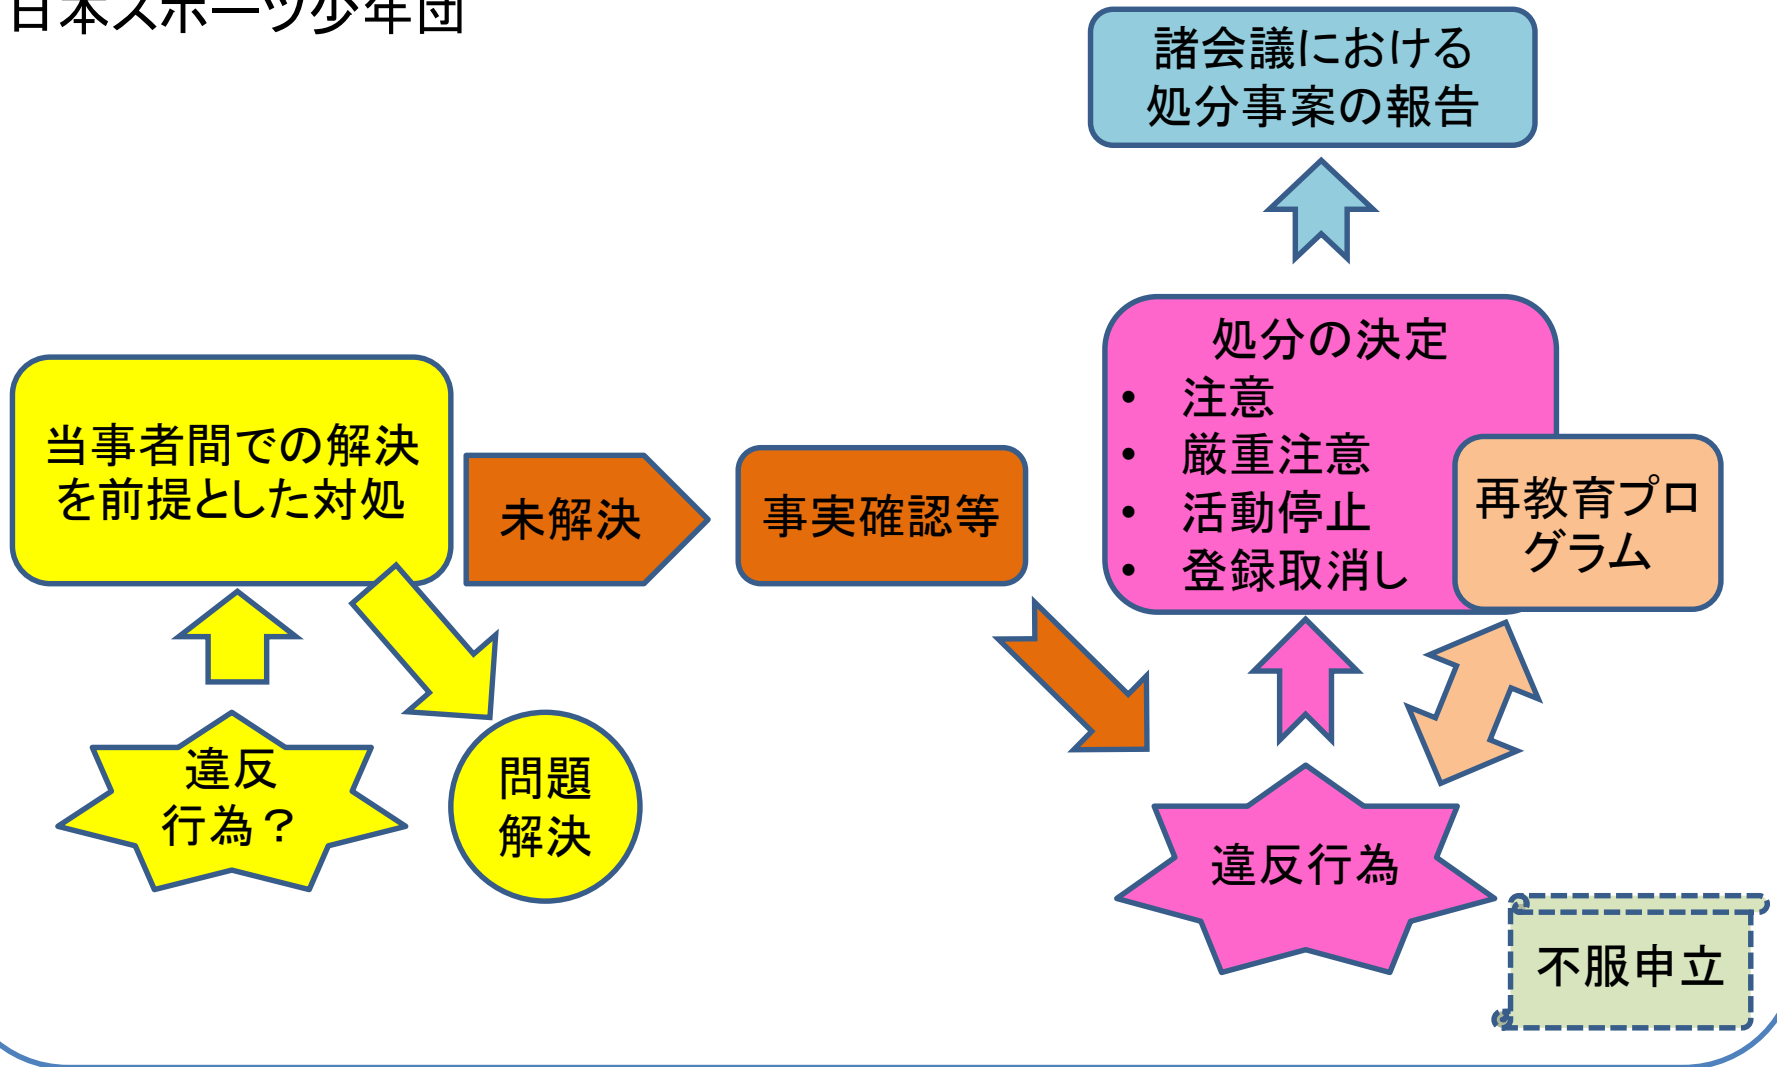 日本スポーツ少年団
諸会議における
処分事案の報告
処分の決定
• 注意
• 厳重注意
• 活動停止
• 登録取消し
再教育プロ
グラム
当事者間での解決
を前提とした対処
未解決
事実確認等
違反
行為？
問題
解決
違反行為
不服申立